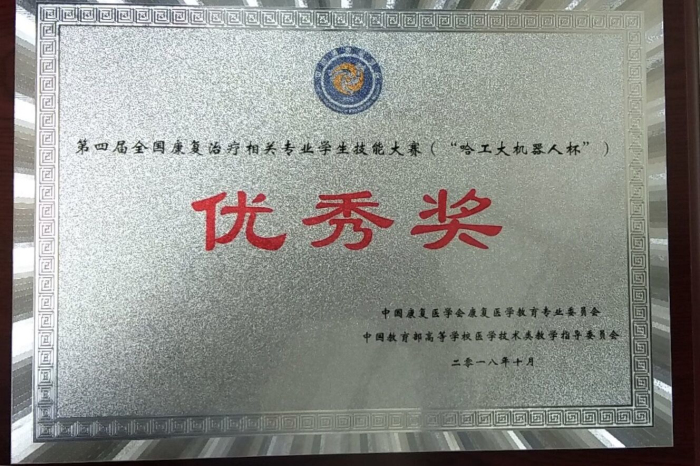 第四届全国康复治疗相关专业学生技能大赛（“哈工大机器人杯”）
优秀奖
中国康复医学会康复医学教育专业委员会
中国教育部高等学校医学技术类教学指导委员会
二零一八年十月